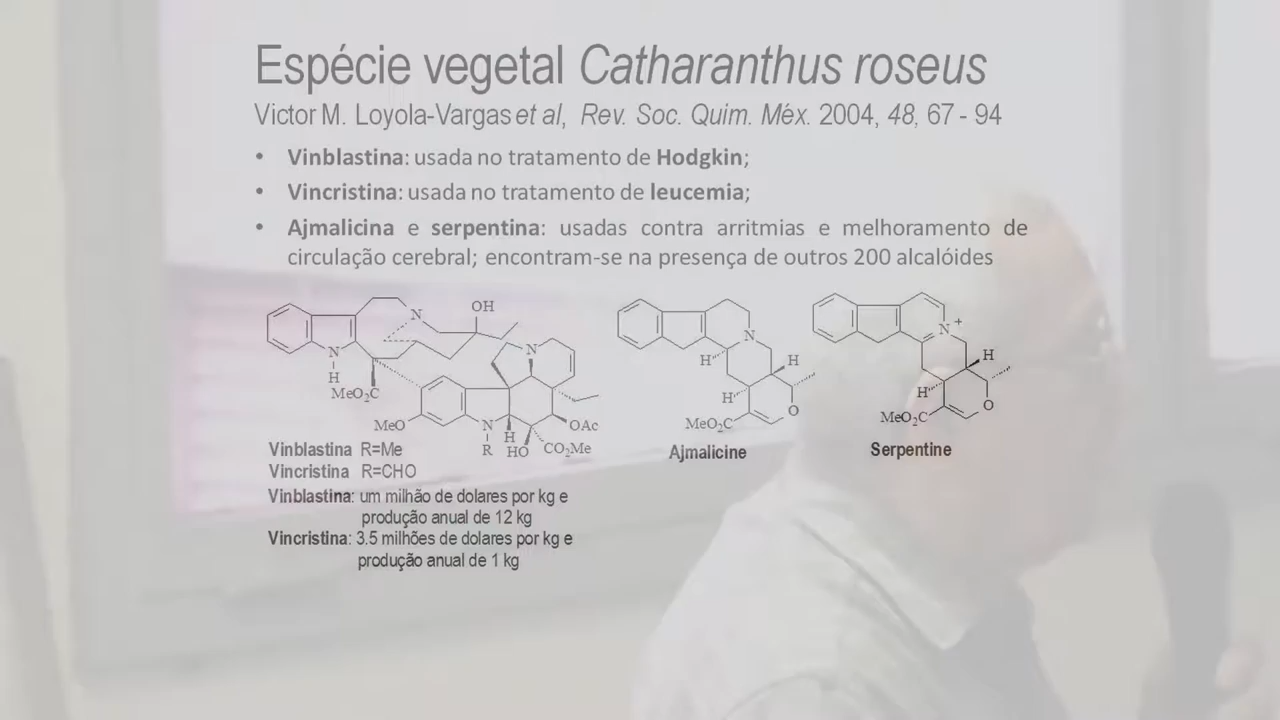 Espécie vegetal Catharanthus roseus
Victor M. Loyola-Vargas et al, Rev. Soc. Quim. Méx. 2004, 48, 67 - 94
• Vinblastina: usada no tratamento de Hodgkin;
• Vincristina: usada no tratamento de leucemia;
• Ajmalicina e serpentina: usadas contra arritmias e melhoramento de
circulação cerebral; encontram-se na presença de outros 200 alcalóides
N
OH
N
H
MeO₂C
N
MeO
N
R
H
HO
OAc
CO₂Me
N
H
H
H
MeO₂C
O
N +
H
H
MeO₂C
O
Vinblastina R=Me
Vincristina R=CHO
Ajmalicine
Serpentine
Vinblastina: um milhão de dolares por kg e
produção anual de 12 kg
Vincristina: 3.5 milhões de dolares por kg e
produção anual de 1 kg